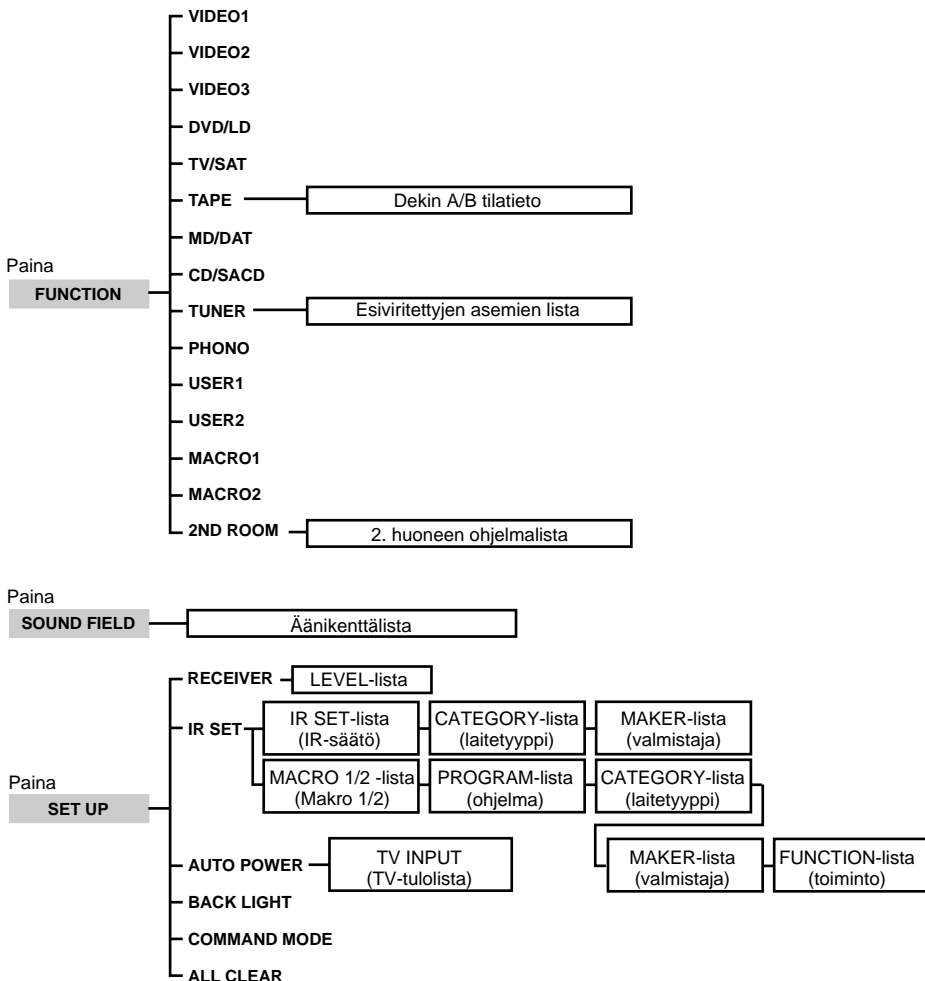 VIDEO1
VIDEO2
VIDEO3
DVD/LD
TV/SAT
TAPE
Dekin A/B tilatieto
MD/DAT
Paina
CD/SACD
FUNCTION
TUNER
Esiviritettyjen asemien lista
PHONO
USER1
USER2
MACRO1
MACRO2
2ND ROOM
2. huoneen ohjelmalista
Paina
SOUND FIELD
Äänikenttälista
RECEIVER
LEVEL-lista
IR SET
IR SET-lista
(IR-säätö)
CATEGORY-lista
(laitetyyppi)
MAKER-lista
(valmistaja)
MACRO 1/2 -lista
(Makro 1/2)
PROGRAM-lista
(ohjelma)
CATEGORY-lista
(laitetyyppi)
Paina
SET UP
AUTO POWER
TV INPUT
(TV-tulolista)
MAKER-lista
(valmistaja)
FUNCTION-lista
(toiminto)
BACK LIGHT
COMMAND MODE
ALL CLEAR